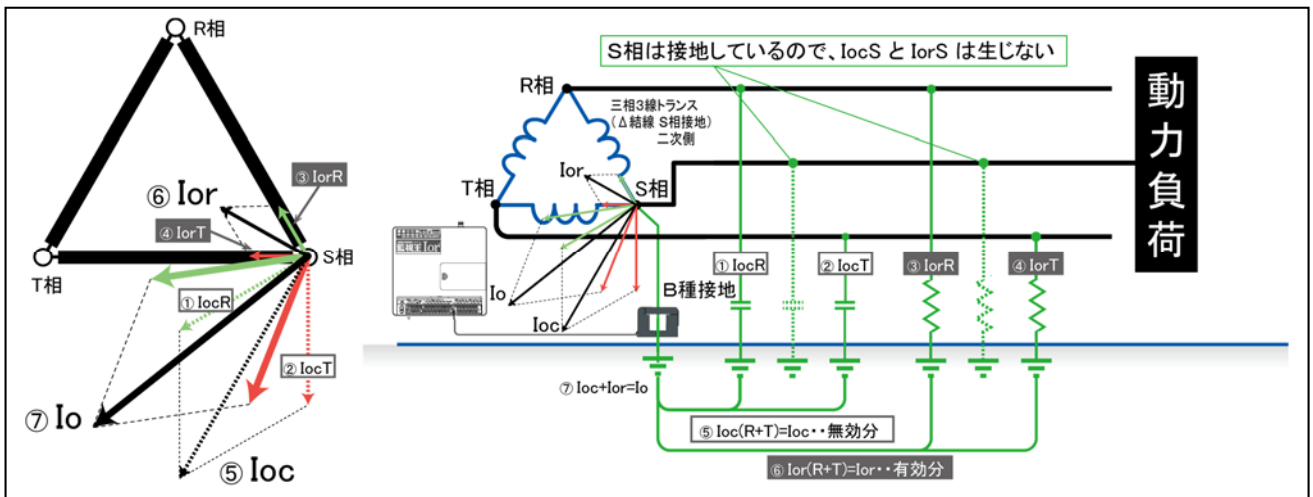 R相
③ IorR
⑥ Ior
④ IorT
S相
T相
① IocR
② IocT
⑦ Io
⑤ Ioc
S相は接地しているので、IocS と IorS は生じない
R相
三相3線トランス
(Δ結線 S相接地)
二次側
Ior
T相
S相
Io
Ioc
B種接地
① IocR
② IocT
③ IorR
④ IorT
動力負荷
⑦ Ioc+Ior=Io
⑤ Ioc(R+T)=Ioc・・無効分
⑥ Ior(R+T)=Ior・・有効分